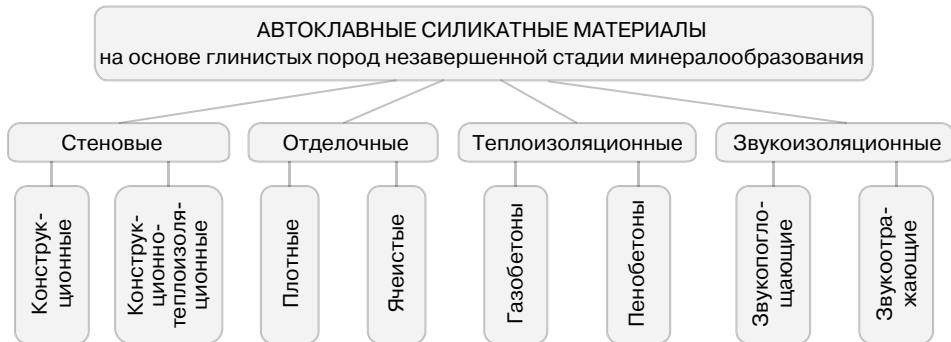 АВТОКЛАВНЫЕ СИЛИКАТНЫЕ МАТЕРИАЛЫ
на основе глинистых пород незавершенной стадии минералообразования
Стеновые
Отделочные
Теплоизоляционные
Звукоизоляционные
Конструк-
ционные
Конструк-
ционно-
теплоизоля-
ционные
Плотные
Ячеистые
Газобетоны
Пенобетоны
Звукопогло-
щающие
Звукоотра-
жающие